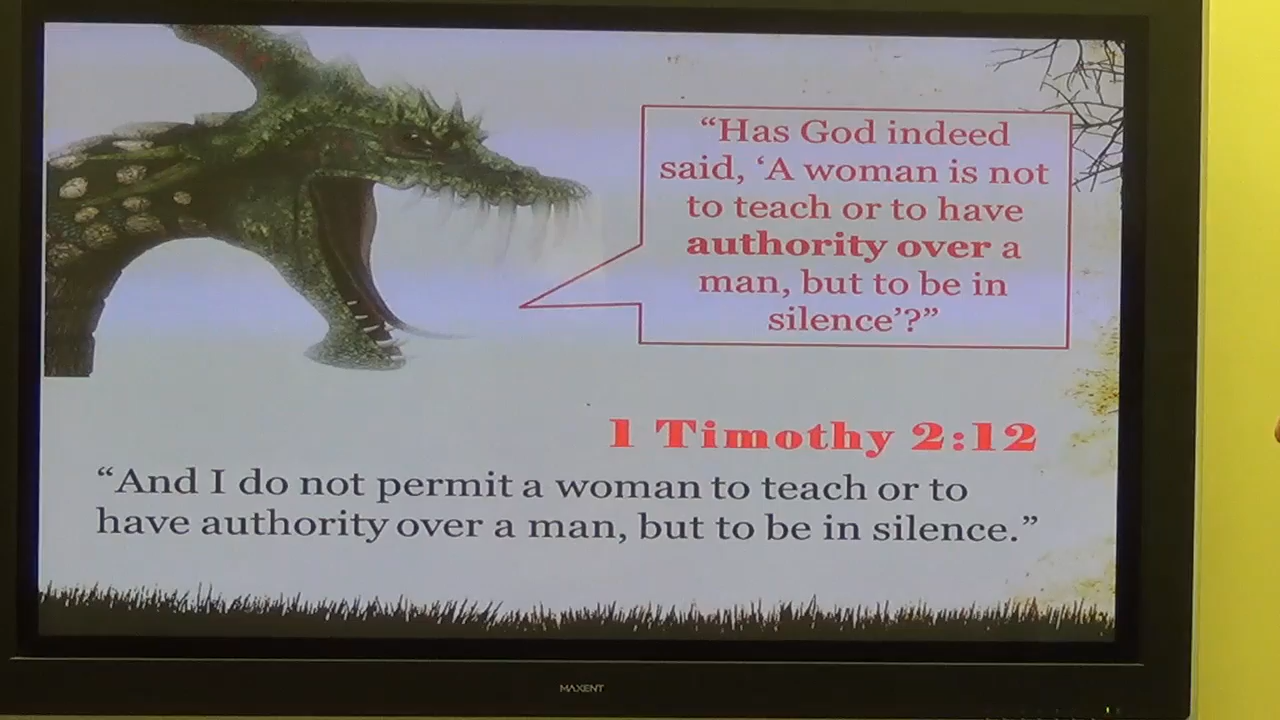 “Has God indeed
said, ‘A woman is not
to teach or to have
authority over a
man, but to be in
silence’?”
1 Timothy 2:12
“And I do not permit a woman to teach or to
have authority over a man, but to be in silence.”
MAXENT